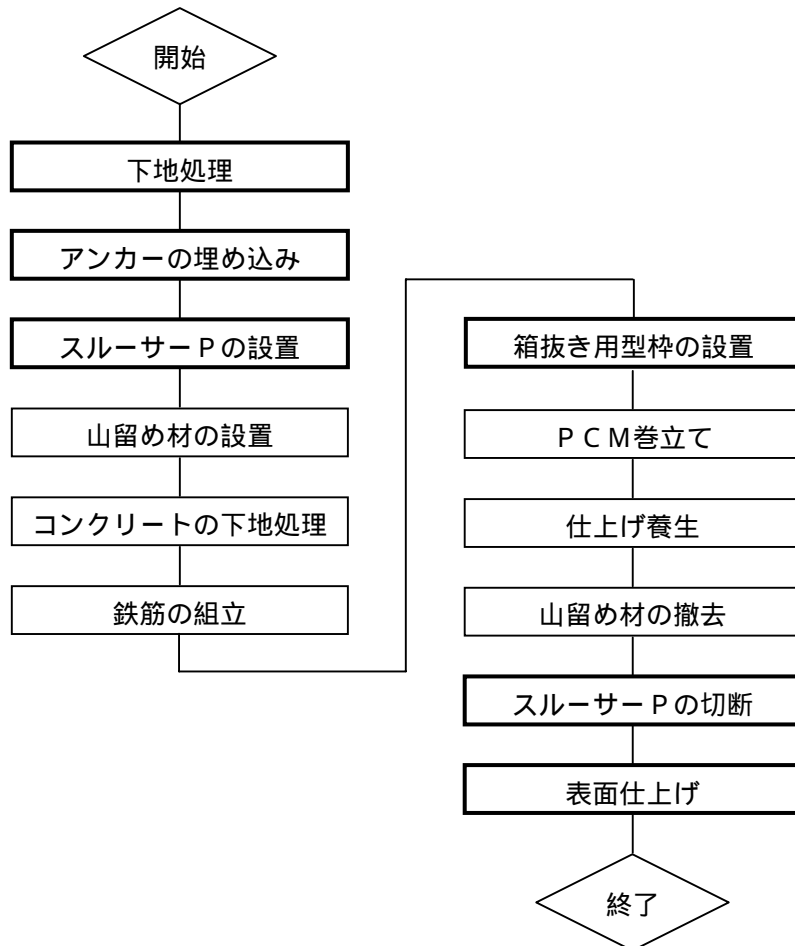 開始
下地処理
アンカーの埋め込み
スルーサーＰの設置
山留め材の設置
コンクリートの下地処理
鉄筋の組立
箱抜き用型枠の設置
ＰＣＭ巻立て
仕上げ養生
山留め材の撤去
スルーサーＰの切断
表面仕上げ
終了